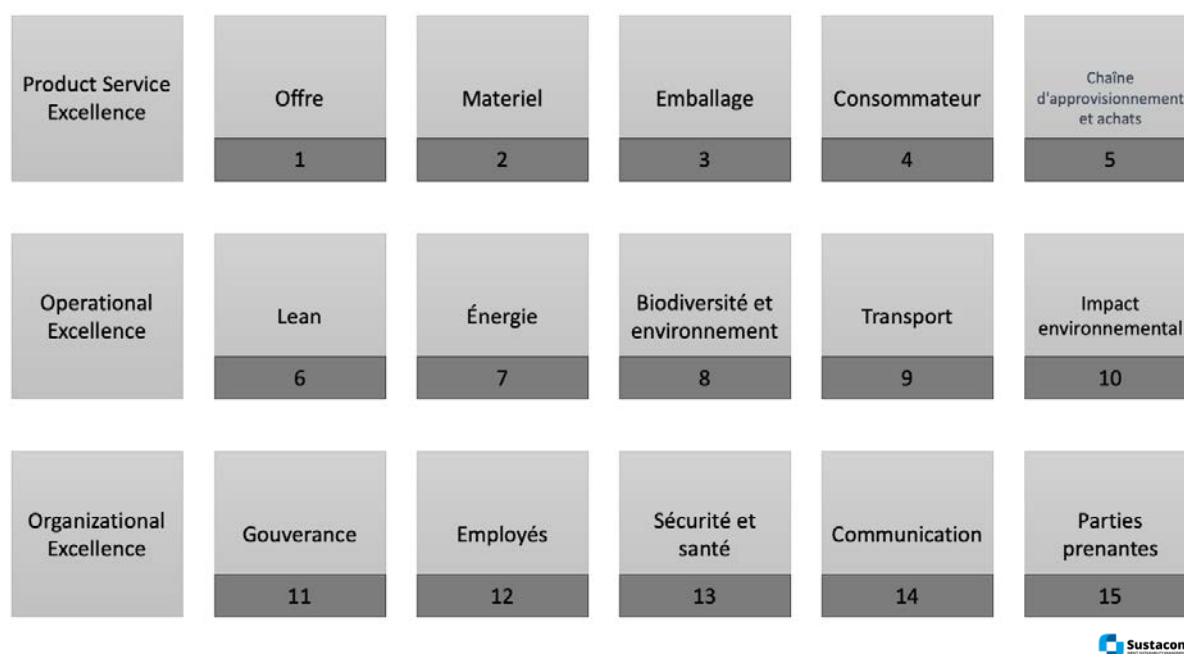 Product Service
Excellence
Offre
1
Materiel
2
Emballage
3
Consommateur
4
Chaîne
d'approvisionnement
et achats
5
Operational
Excellence
Lean
6
Énergie
7
Biodiversité et
environnement
8
Transport
9
Impact
environnemental
10
Organizational
Excellence
Gouverance
11
Employés
12
Sécurité et
santé
13
Communication
14
Parties
prenantes
15
Sustacon